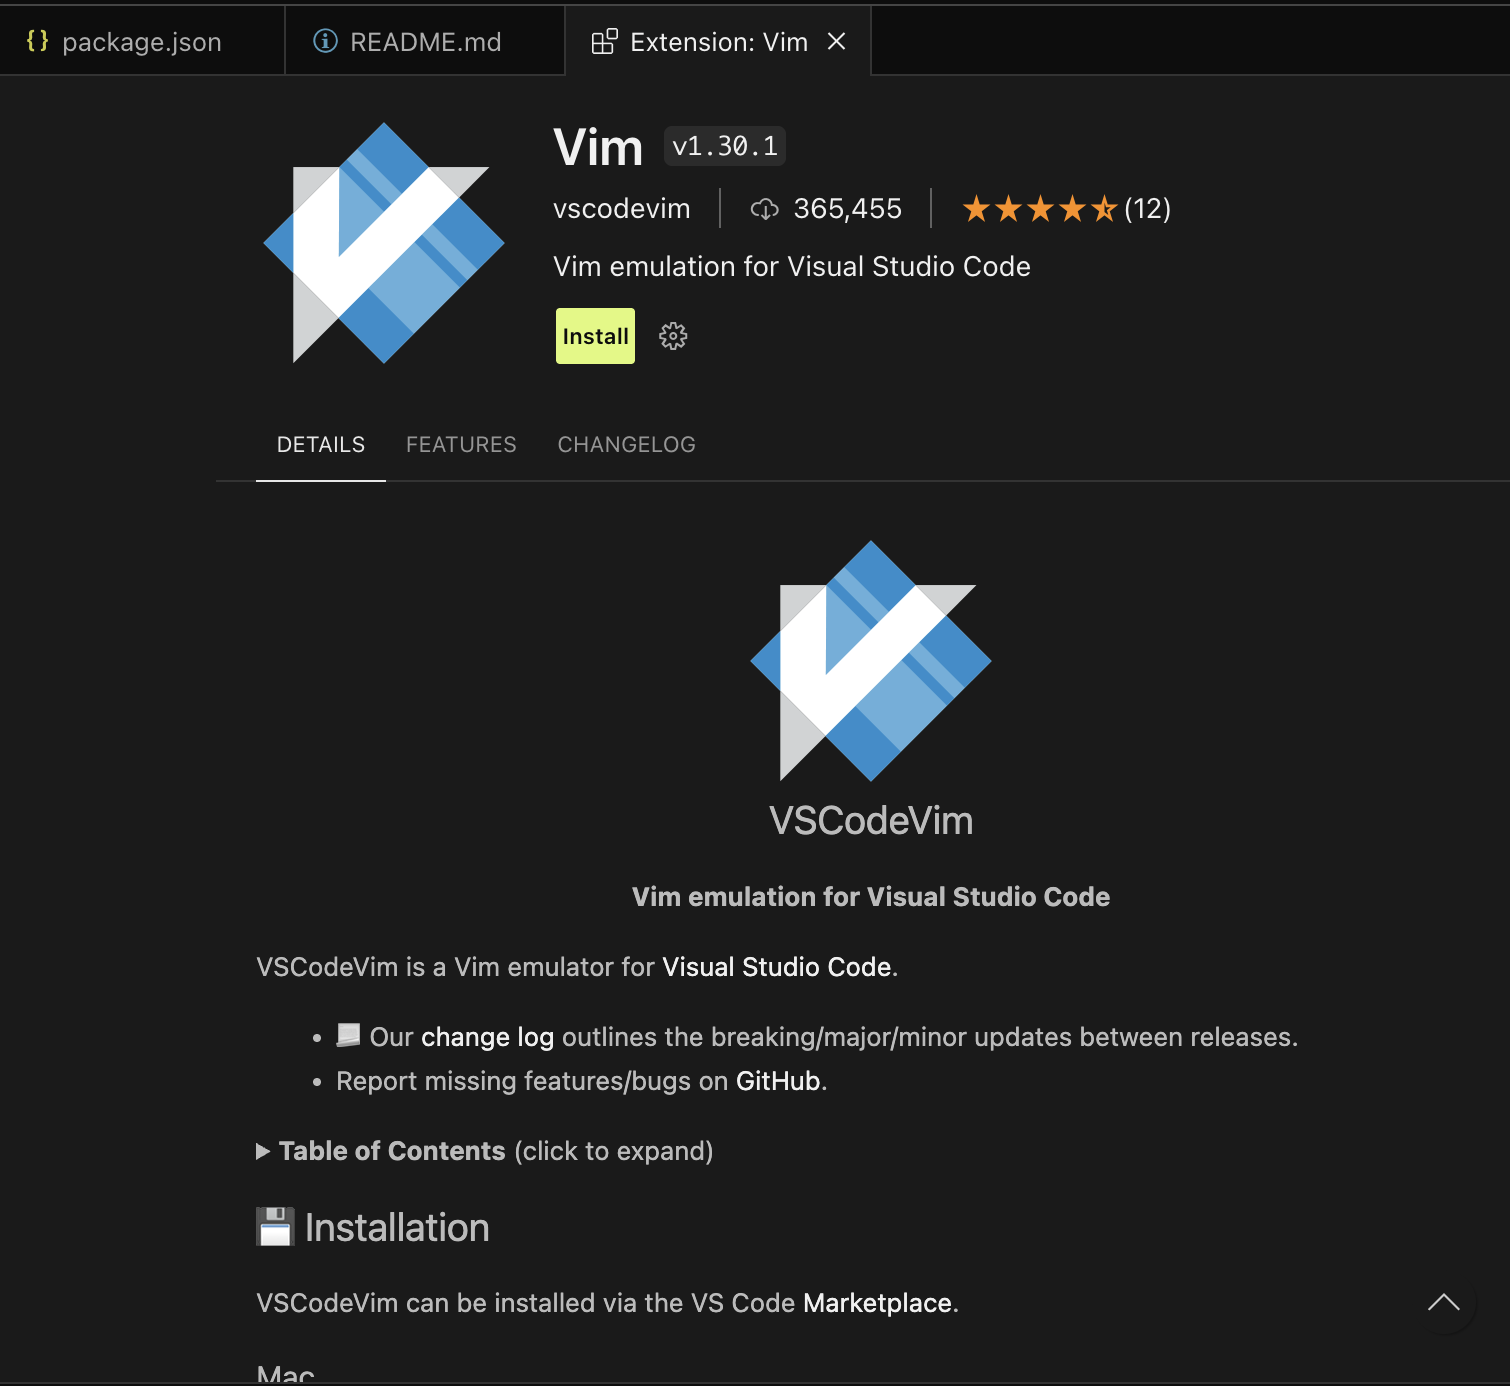 {} package.json
README.md
Extension: Vim
Vim v1.30.1
vscodevim 365,455 (12)
Vim emulation for Visual Studio Code
Install
DETAILS FEATURES CHANGELOG
VSCodeVim
Vim emulation for Visual Studio Code
VSCodeVim is a Vim emulator for Visual Studio Code.
• Our change log outlines the breaking/major/minor updates between releases.
• Report missing features/bugs on GitHub.
Table of Contents (click to expand)
Installation
VSCodeVim can be installed via the VS Code Marketplace.
Mac